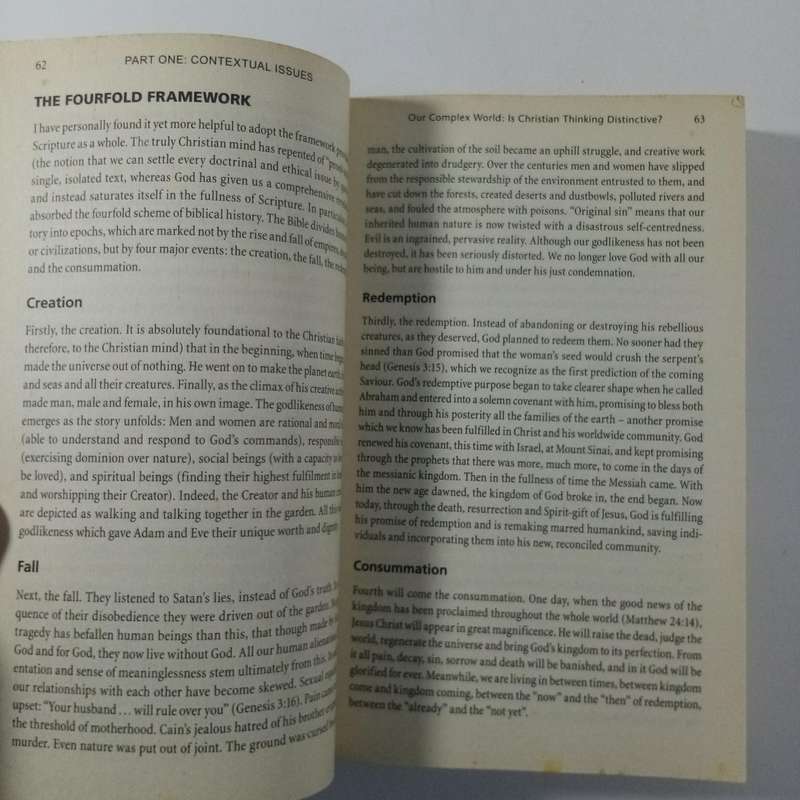 62
PART ONE: CONTEXTUAL ISSUES
THE FOURFOLD FRAMEWORK
I have personally found it yet more helpful to adopt the framework
Scripture as a whole. The truly Christian mind has repented of
(the notion that we can settle every doctrinal and ethical issue by
single, isolated text, whereas God has given us a comprehensive
and instead saturates itself in the fullness of Scripture. In particular
absorbed the fourfold scheme of biblical history. The Bible divides
tory into epochs, which are marked not by the rise and fall of empires,
or civilizations, but by four major events: the creation, the fall, the
and the consummation.
Creation
Firstly, the creation. It is absolutely foundational to the Christian
therefore, to the Christian mind) that in the beginning, when time
made the universe out of nothing. He went on to make the planet earth,
and seas and all their creatures. Finally, as the climax of his creative
made man, male and female, in his own image. The godlikeness of
emerges as the story unfolds: Men and women are rational and
(able to understand and respond to God's commands),
(exercising dominion over nature), social beings (with a capacity to
be loved), and spiritual beings (finding their highest fulfilment in
and worshipping their Creator). Indeed, the Creator and his human
are depicted as walking and talking together in the garden. All
godlikeness which gave Adam and Eve their unique worth and
Fall
Next, the fall. They listened to Satan's lies, instead of God's truth.
quence of their disobedience they were driven out of the garden.
tragedy has befallen human beings than this, that though made by
God and for God, they now live without God. All our human
entation and sense of meaninglessness stem ultimately from this.
our relationships with each other have become skewed. Sexual
upset: "Your husband … will rule over you" (Genesis 3:16). Pain
the threshold of motherhood. Cain's jealous hatred of his brother
murder. Even nature was put out of joint. The ground was cursed
Our Complex World: Is Christian Thinking Distinctive?
63
man, the cultivation of the soil became an uphill struggle, and creative work
degenerated into drudgery. Over the centuries men and women have slipped
from the responsible stewardship of the environment entrusted to them, and
have cut down the forests, created deserts and dustbowls, polluted rivers and
seas, and fouled the atmosphere with poisons. "Original sin" means that our
inherited human nature is now twisted with a disastrous self-centredness.
Evil is an ingrained, pervasive reality. Although our godlikeness has not been
destroyed, it has been seriously distorted. We no longer love God with all our
being, but are hostile to him and under his just condemnation.
Redemption
Thirdly, the redemption. Instead of abandoning or destroying his rebellious
creatures, as they deserved, God planned to redeem them. No sooner had they
sinned than God promised that the woman's seed would crush the serpent's
head (Genesis 3:15), which we recognize as the first prediction of the coming
Saviour. God's redemptive purpose began to take clearer shape when he called
Abraham and entered into a solemn covenant with him, promising to bless both
him and through his posterity all the families of the earth – another promise
which we know has been fulfilled in Christ and his worldwide community. God
renewed his covenant, this time with Israel, at Mount Sinai, and kept promising
through the prophets that there was more, much more, to come in the days of
the messianic kingdom. Then in the fullness of time the Messiah came. With
him the new age dawned, the kingdom of God broke in, the end began. Now
today, through the death, resurrection and Spirit-gift of Jesus, God is fulfilling
his promise of redemption and is remaking marred humankind, saving indi-
viduals and incorporating them into his new, reconciled community.
Consummation
Fourth will come the consummation. One day, when the good news of the
kingdom has been proclaimed throughout the whole world (Matthew 24:14),
Jesus Christ will appear in great magnificence. He will raise the dead, judge the
world, regenerate the universe and bring God's kingdom to its perfection. From
it all pain, decay, sin, sorrow and death will be banished, and in it God will be
glorified for ever. Meanwhile, we are living in between times, between kingdom
come and kingdom coming, between the "now" and the "then" of redemption,
between the "already" and the "not yet".